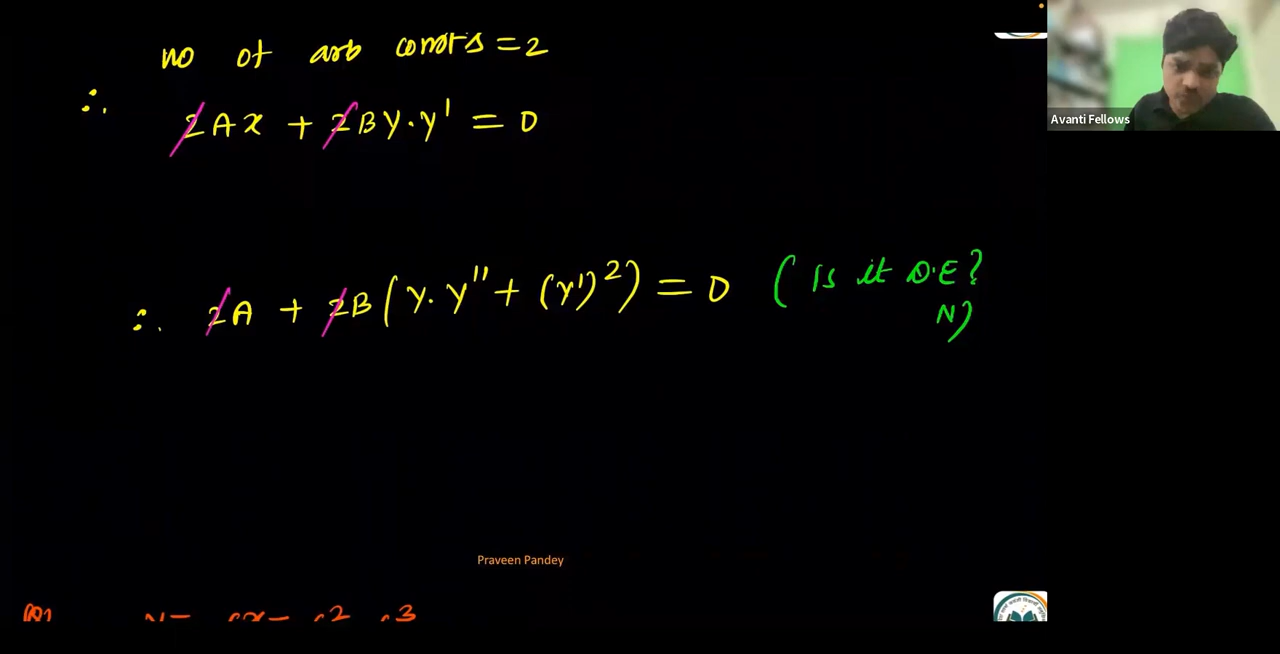 no of arb consts = 2
∴ 2Ax + 2By·y' = 0
Avanti Fellows
∴ 2A + 2B(y·y'' + (y')²) = 0 (Is it D.E?
N)
Praveen Pandey